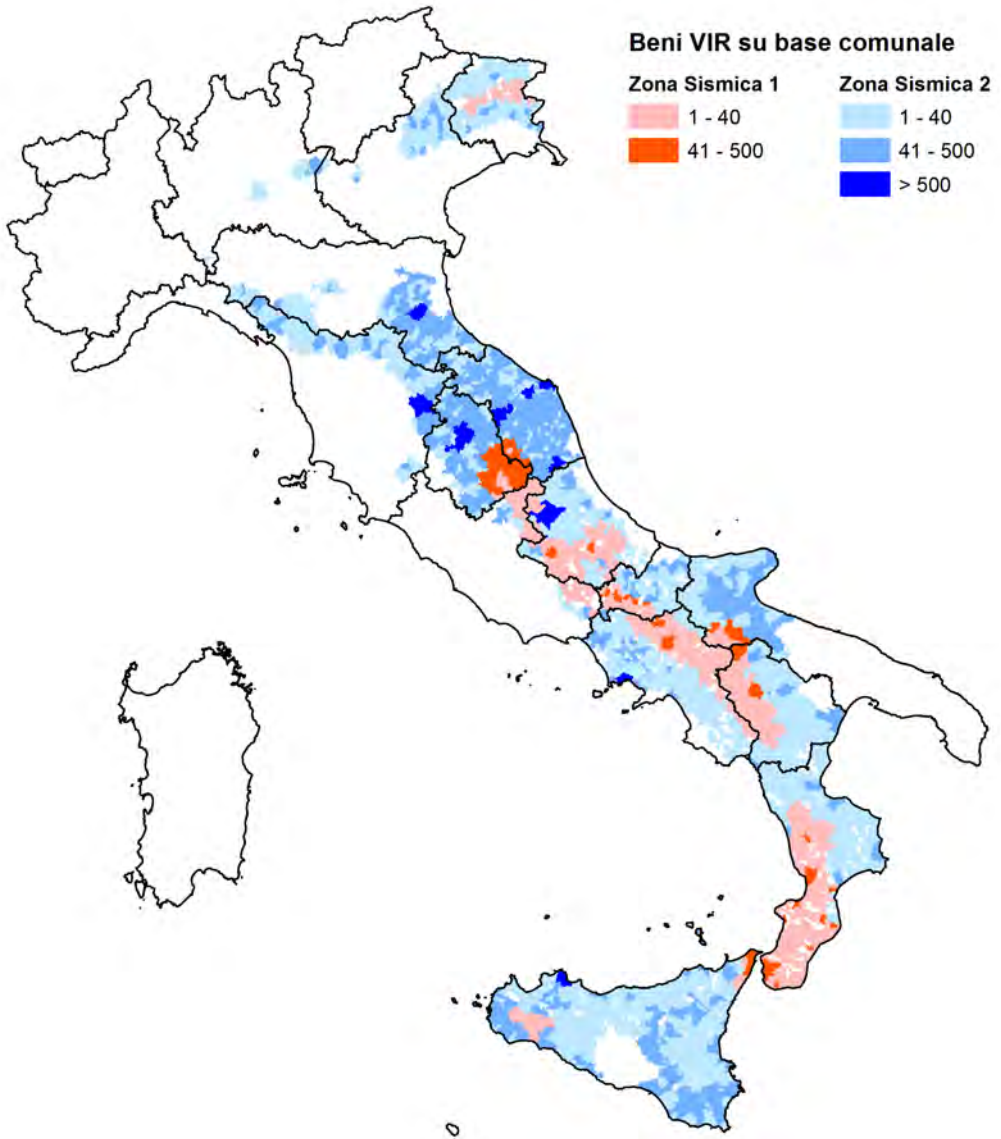 Beni VIR su base comunale
Zona Sismica 1
1 - 40
41 - 500
Zona Sismica 2
1 - 40
41 - 500
> 500